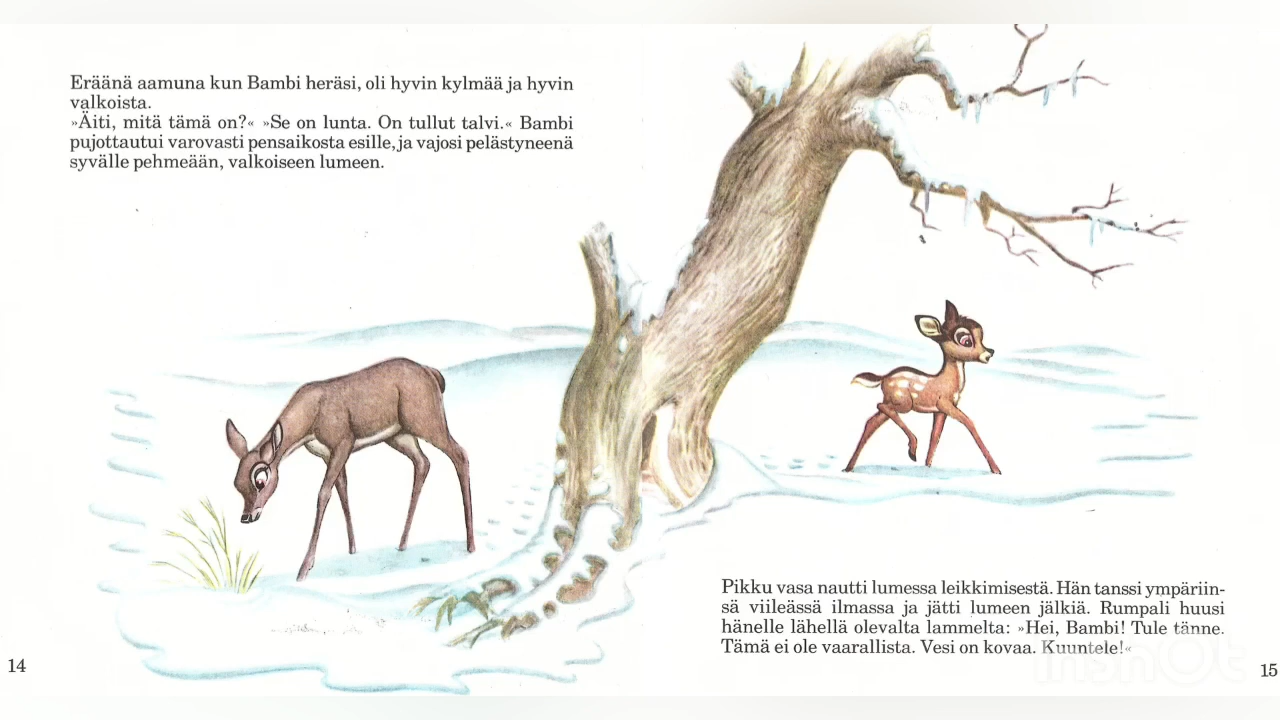 Eräänä aamuna kun Bambi heräsi, oli hyvin kylmää ja hyvin
valkoista.
»Äiti, mitä tämä on?« »Se on lunta. On tullut talvi.« Bambi
pujottautui varovasti pensaikosta esille, ja vajosi pelästyneenä
syvälle pehmeään, valkoiseen lumeen.
Pikku vasa nautti lumessa leikkimisestä. Hän tanssi ympäriin-
sä viileässä ilmassa ja jätti lumeen jälkiä. Rumpali huusi
hänelle lähellä olevalta lammelta: »Hei, Bambi! Tule tänne.
Tämä ei ole vaarallista. Vesi on kovaa. Kuuntele!«
14
15